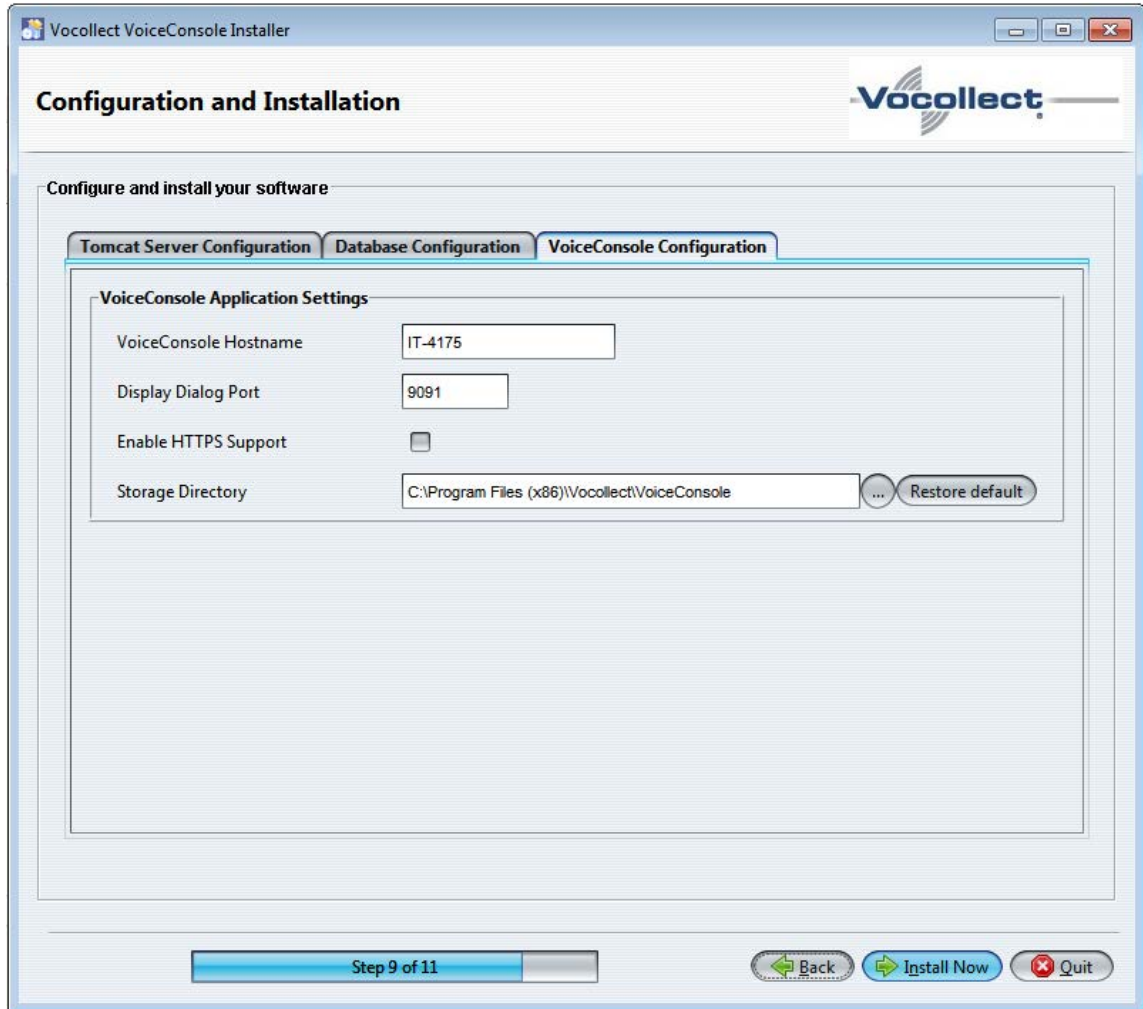 Vocollect VoiceConsole Installer
Configuration and Installation
Vocollect®
Configure and install your software
Tomcat Server Configuration Database Configuration VoiceConsole Configuration
VoiceConsole Application Settings
VoiceConsole Hostname IT-4175
Display Dialog Port 9091
Enable HTTPS Support
Storage Directory C:\Program Files (x86)\Vocollect\VoiceConsole ... Restore default
Step 9 of 11 Back Install Now Quit